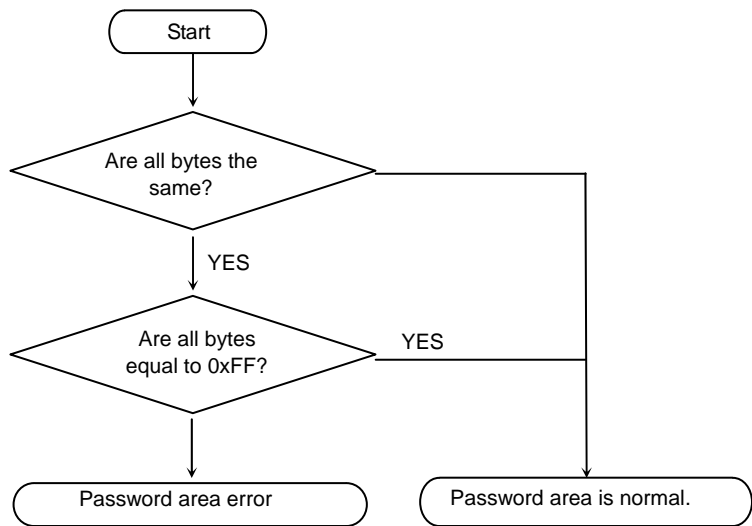 Start
Are all bytes the
same?
YES
Are all bytes
equal to 0xFF?
YES
Password area error
Password area is normal.